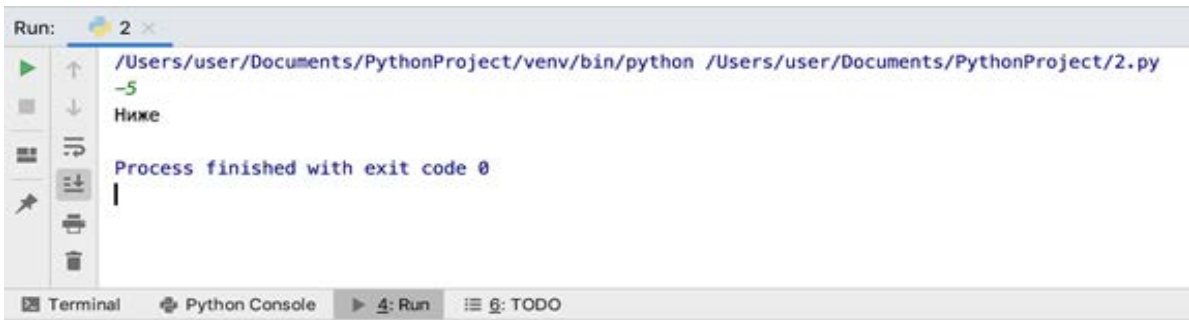 Run: 2
/Users/user/Documents/PythonProject/venv/bin/python /Users/user/Documents/PythonProject/2.py
-5
Ниже
Process finished with exit code 0
Terminal Python Console 4: Run 6: TODO